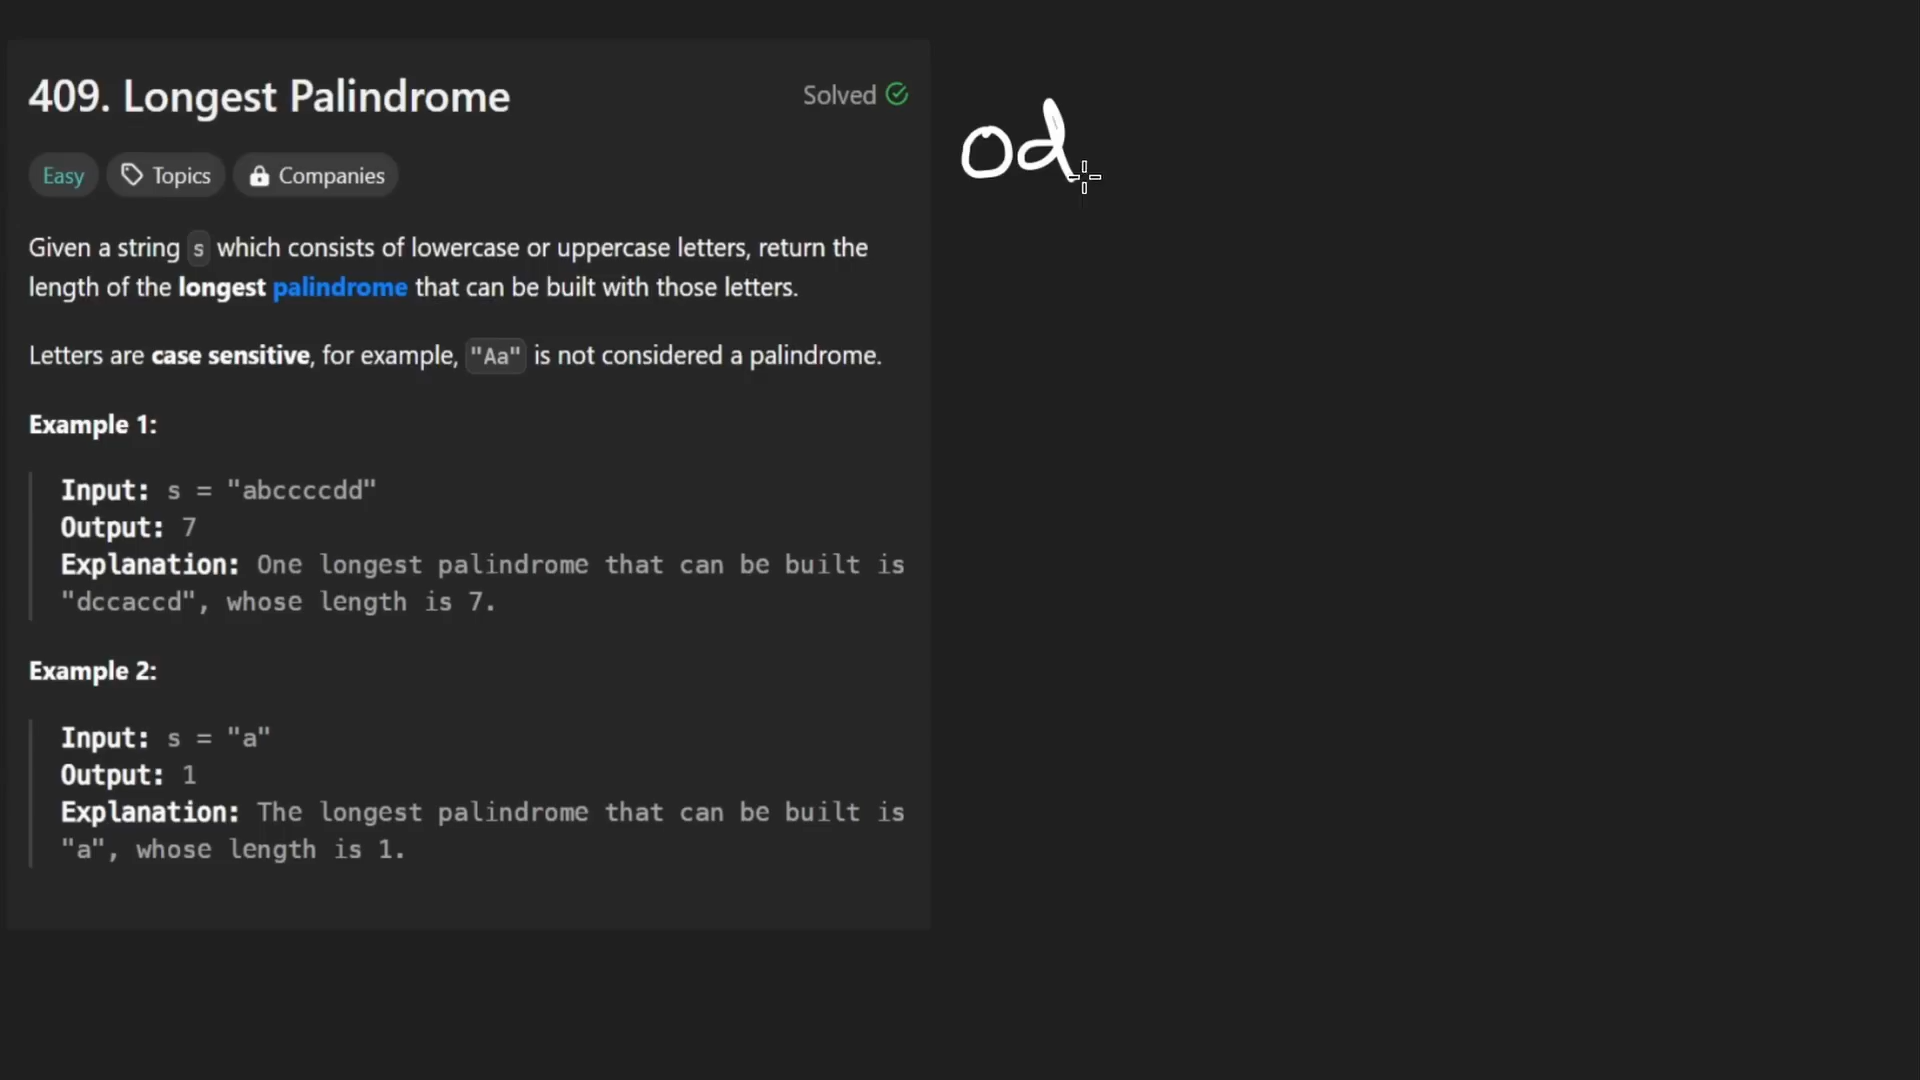 409. Longest Palindrome
Solved
Easy
Topics
Companies
Given a string s which consists of lowercase or uppercase letters, return the
length of the longest palindrome that can be built with those letters.
Letters are case sensitive, for example, "Aa" is not considered a palindrome.
Example 1:
Input: s = "abccccdd"
Output: 7
Explanation: One longest palindrome that can be built is
"dccaccd", whose length is 7.
Example 2:
Input: s = "a"
Output: 1
Explanation: The longest palindrome that can be built is
"a", whose length is 1.
od